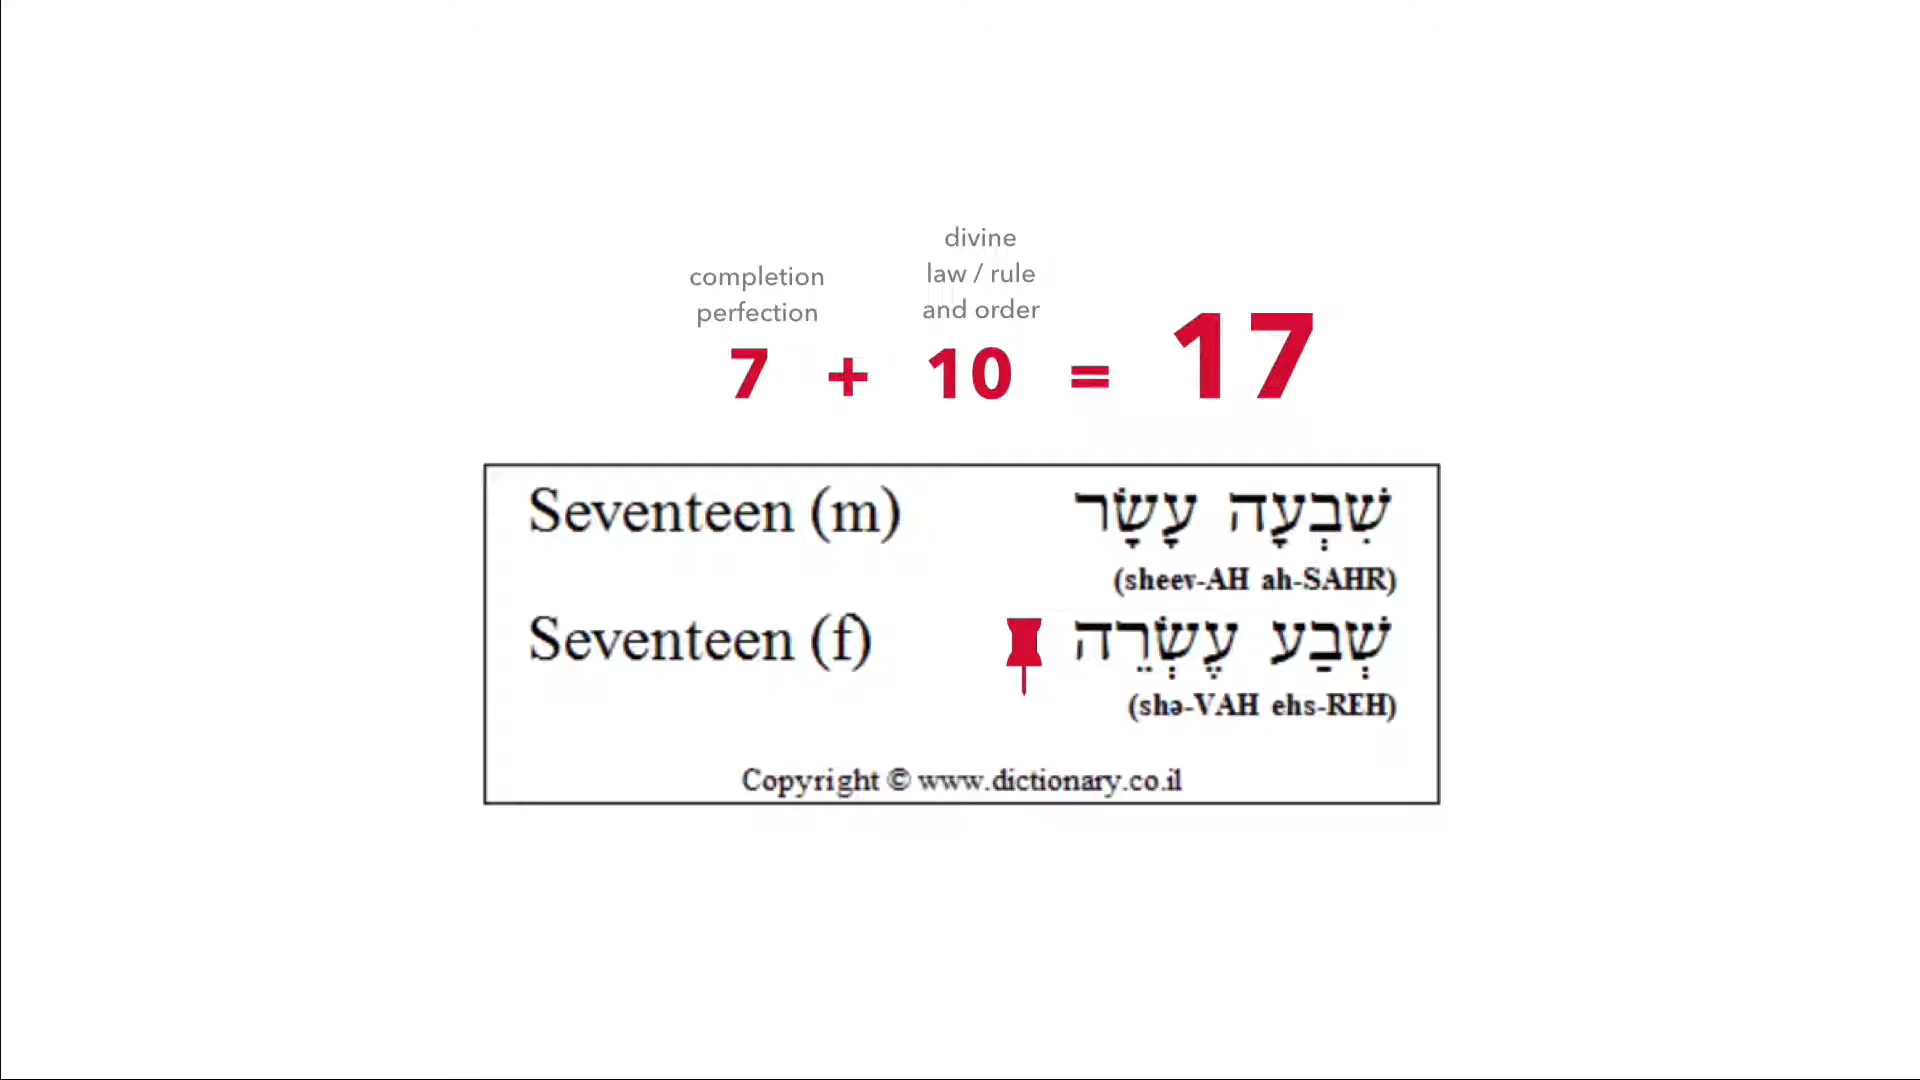 divine
completion law / rule
perfection and order
7 + 10 = 17
Seventeen (m) שִׁבְעָה עָשָׂר
(sheev-AH ah-SAHR)
Seventeen (f) שְׁבַע עֶשְׂרֵה
(shə-VAH ehs-REH)
Copyright © www.dictionary.co.il